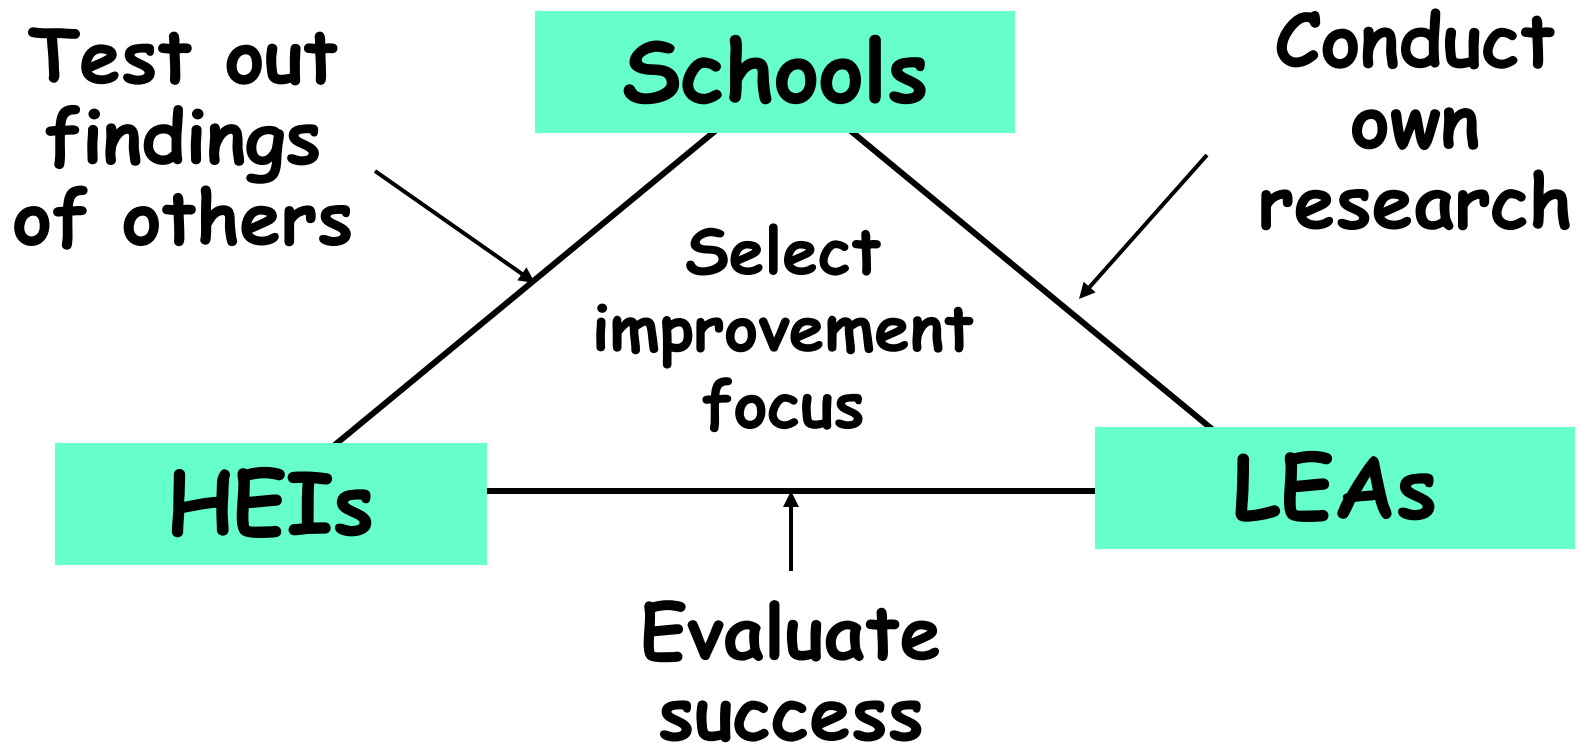 Test out
findings
of others
Schools
Conduct
own
research
Select
improvement
focus
HEIs
LEAs
Evaluate
success